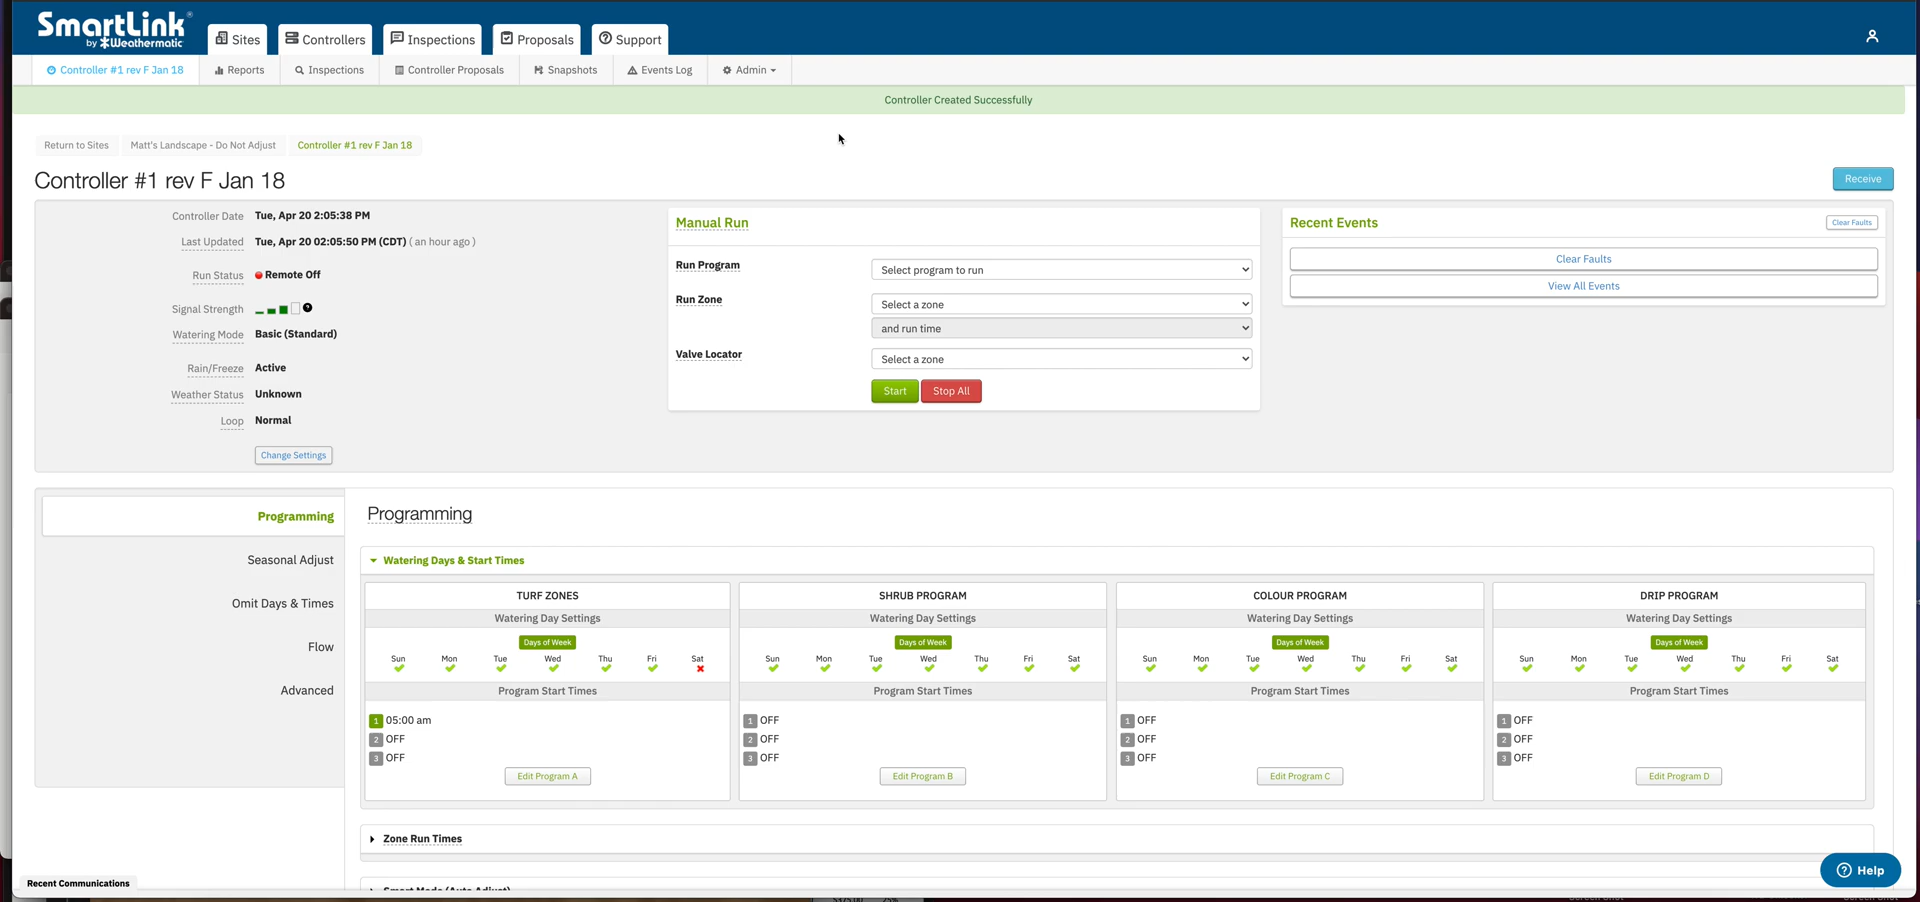 SmartLink®
by Weathermatic
Sites
Controllers
Inspections
Proposals
Support
Controller #1 rev F Jan 18
Reports
Inspections
Controller Proposals
Snapshots
Events Log
Admin
Controller Created Successfully
Return to Sites
Matt's Landscape - Do Not Adjust
Controller #1 rev F Jan 18
Controller #1 rev F Jan 18
Receive
Controller Date Tue, Apr 20 2:05:38 PM
Last Updated Tue, Apr 20 02:05:50 PM (CDT) ( an hour ago )
Run Status Remote Off
Signal Strength
Watering Mode Basic (Standard)
Rain/Freeze Active
Weather Status Unknown
Loop Normal
Change Settings
Manual Run
Run Program Select program to run
Run Zone Select a zone
and run time
Valve Locator Select a zone
Start Stop All
Recent Events Clear Faults
Clear Faults
View All Events
Programming
Seasonal Adjust
Omit Days & Times
Flow
Advanced
Programming
Watering Days & Start Times
TURF ZONES
Watering Day Settings
Days of Week
Sun Mon Tue Wed Thu Fri Sat
Program Start Times
1 05:00 am
2 OFF
3 OFF
Edit Program A
SHRUB PROGRAM
Watering Day Settings
Days of Week
Sun Mon Tue Wed Thu Fri Sat
Program Start Times
1 OFF
2 OFF
3 OFF
Edit Program B
COLOUR PROGRAM
Watering Day Settings
Days of Week
Sun Mon Tue Wed Thu Fri Sat
Program Start Times
1 OFF
2 OFF
3 OFF
Edit Program C
DRIP PROGRAM
Watering Day Settings
Days of Week
Sun Mon Tue Wed Thu Fri Sat
Program Start Times
1 OFF
2 OFF
3 OFF
Edit Program D
Zone Run Times
Smart Mode (Auto Adjust)
Recent Communications
Help